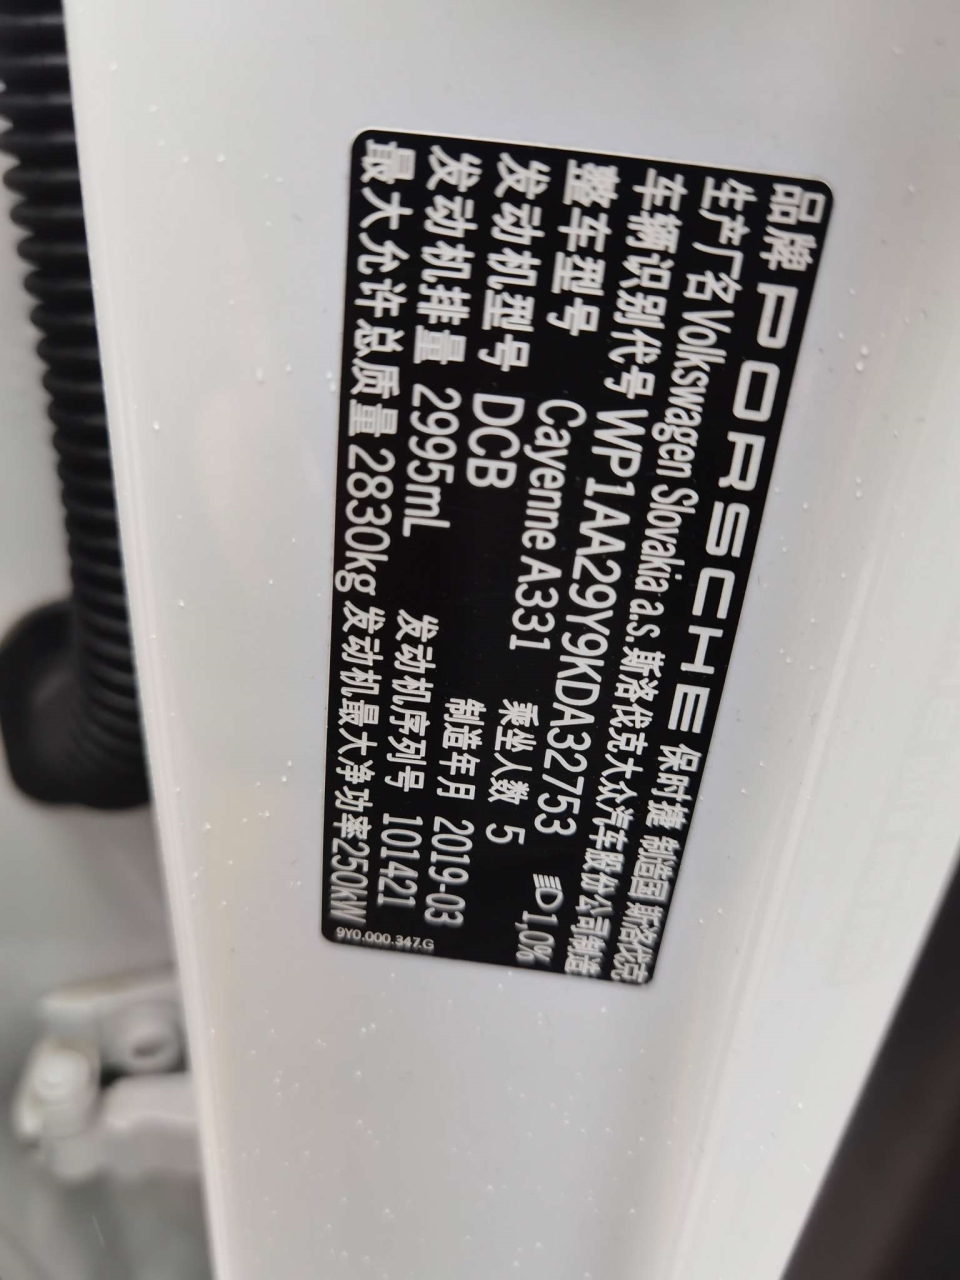 品牌 PORSCHE 保时捷 制造国 斯洛伐克
生产厂名 Volkswagen Slovakia a.s. 斯洛伐克大众汽车股份公司制造
车辆识别代号 WP1AA29Y9KDA32753
整车型号 Cayenne A331 1,0%
发动机型号 DCB 乘坐人数 5
发动机排量 2995mL 制造年月 2019-03
最大允许总质量 2830kg 发动机序列号 101421
发动机最大净功率250kW
9Y0.000.347.G